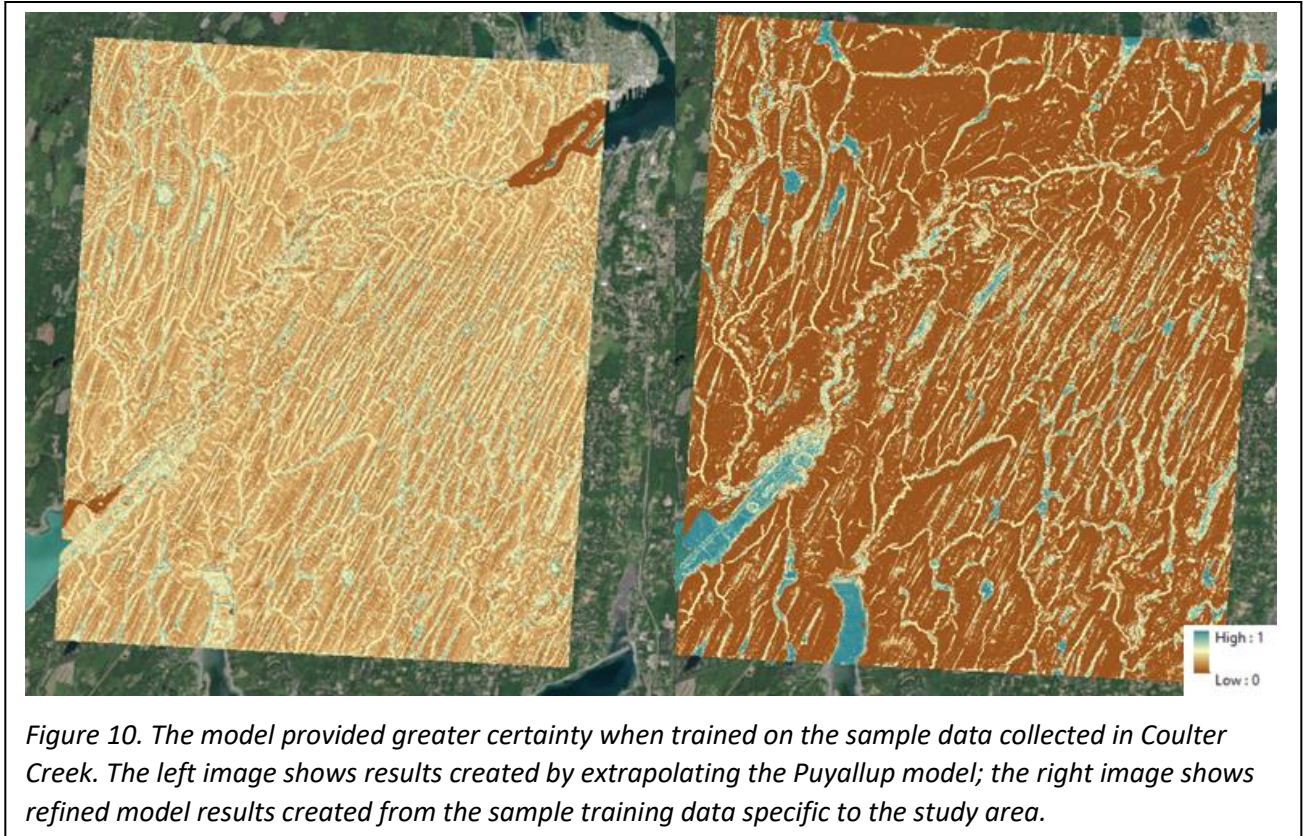 High : 1
Low : 0
Figure 10. The model provided greater certainty when trained on the sample data collected in Coulter
Creek. The left image shows results created by extrapolating the Puyallup model; the right image shows
refined model results created from the sample training data specific to the study area.